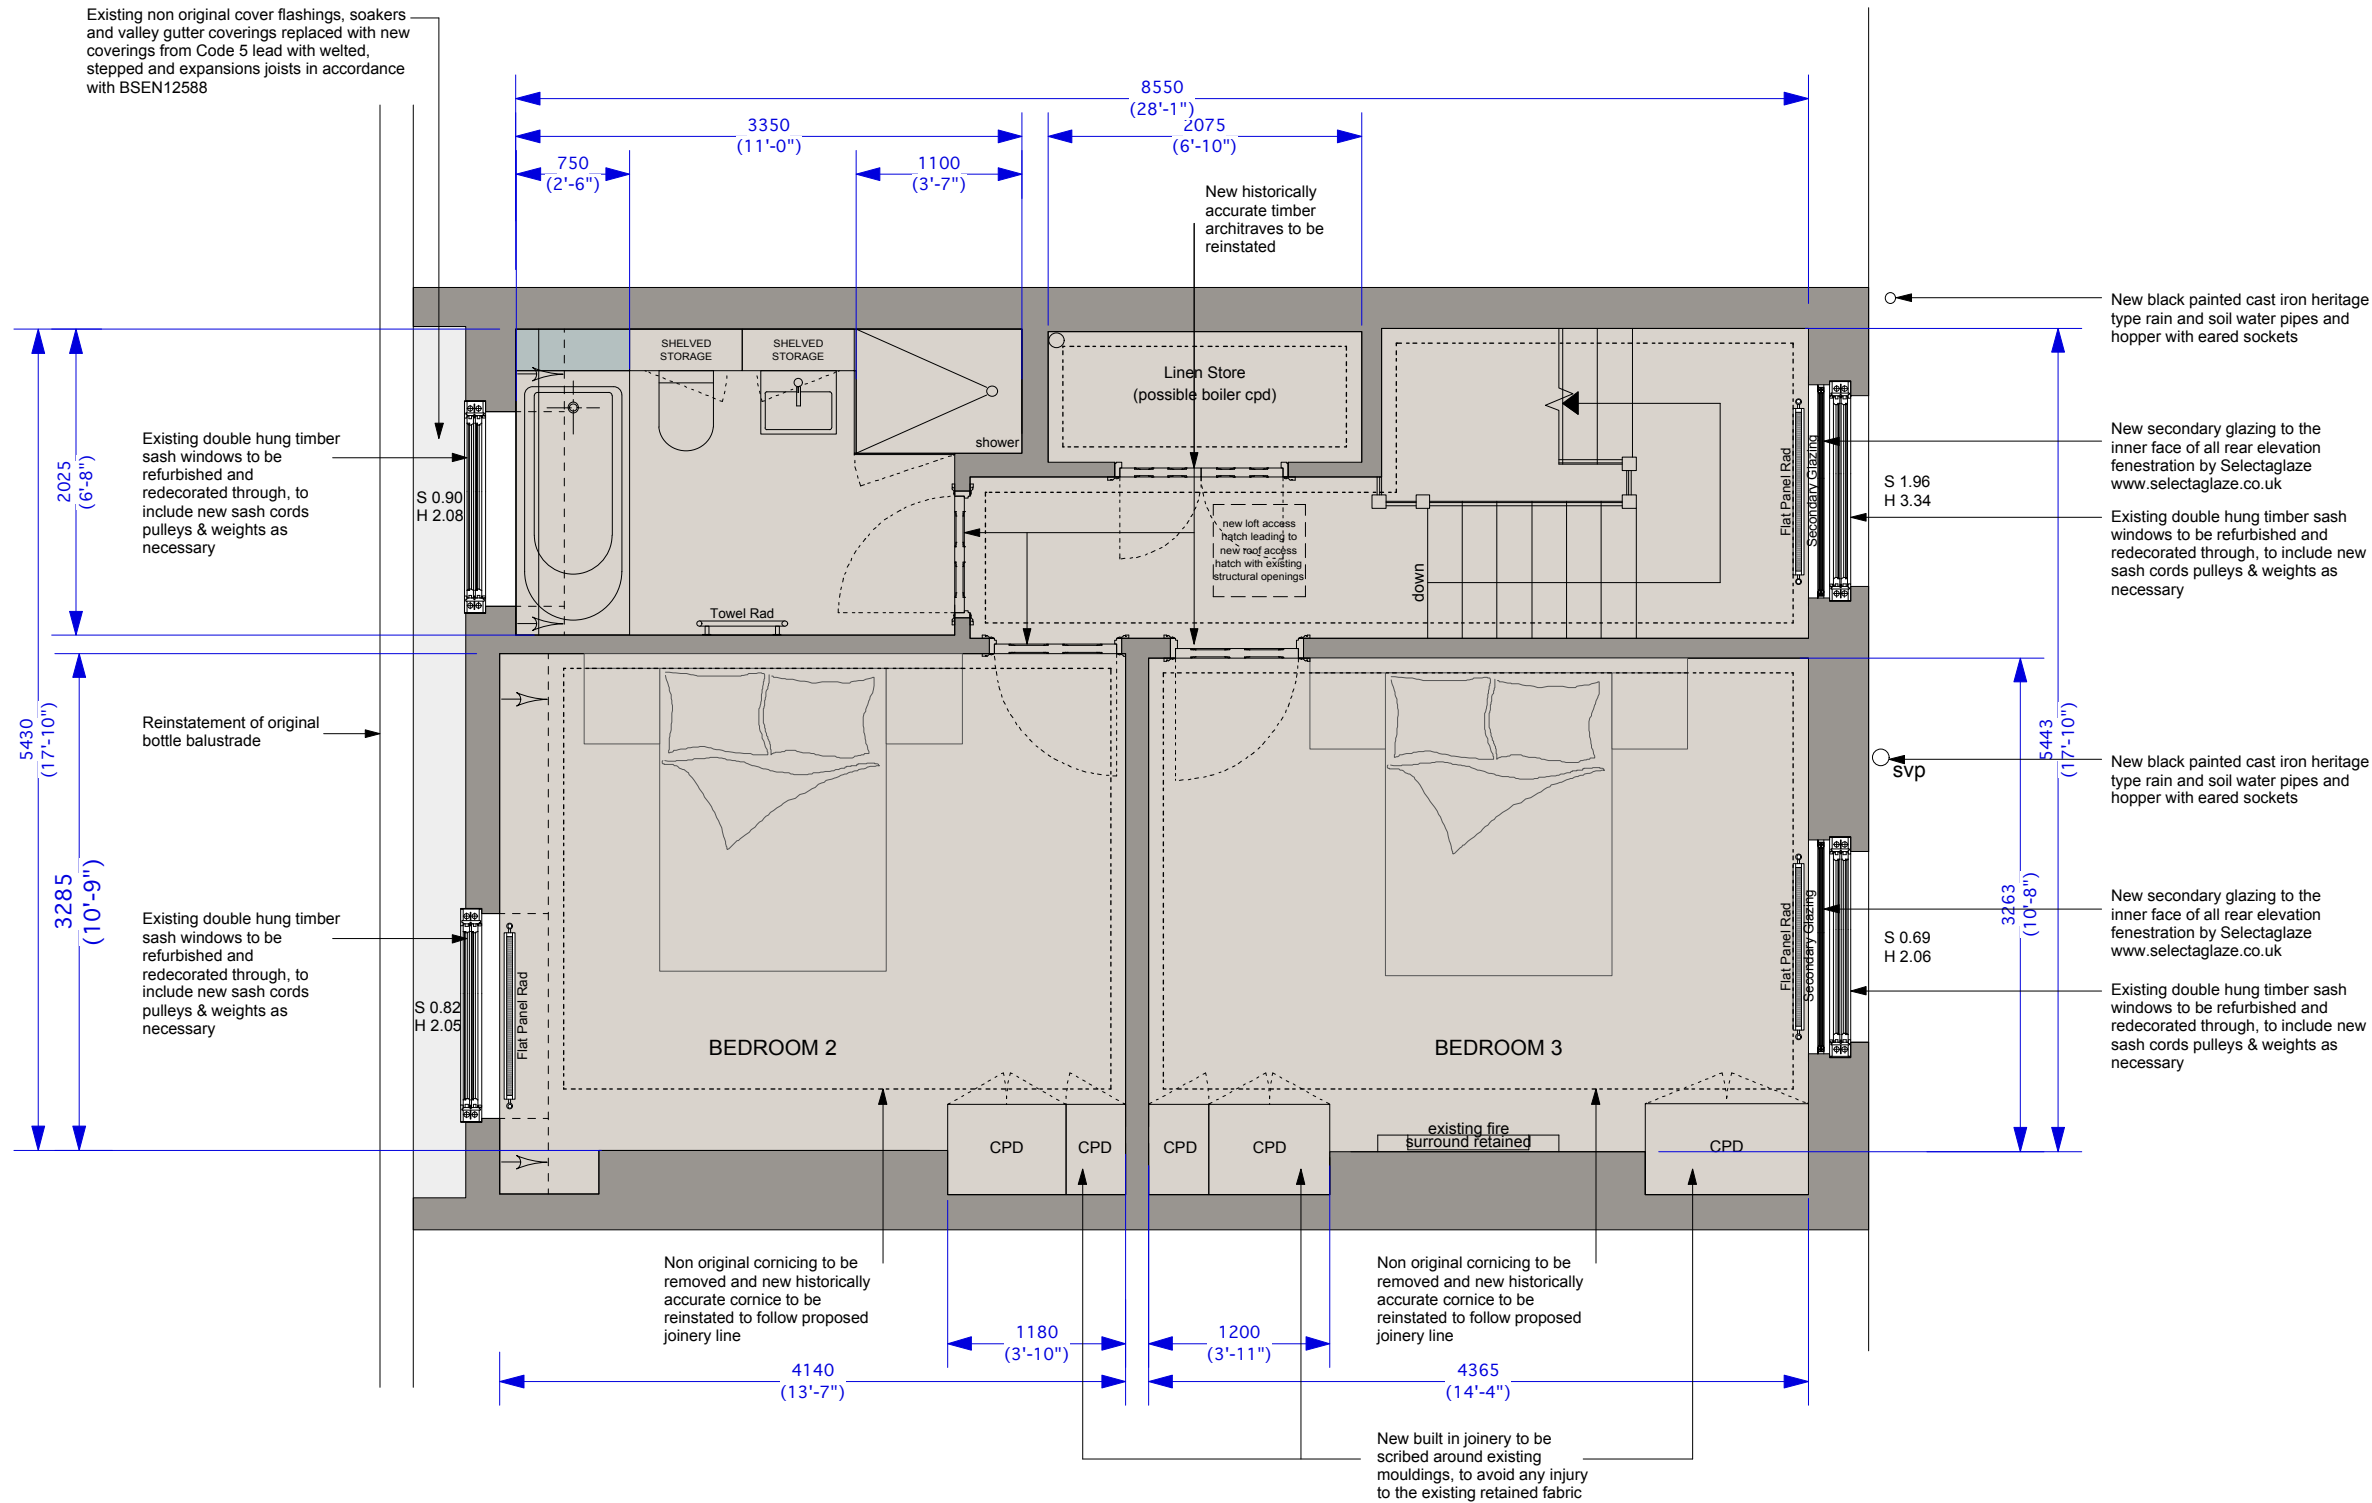 Existing non original cover flashings, soakers
and valley gutter coverings replaced with new
coverings from Code 5 lead with welted,
stepped and expansions joists in accordance
with BSEN12588
8550
(28'-1")
3350
(11'-0")
2075
(6'-10")
750
(2'-6")
1100
(3'-7")
New historically
accurate timber
architraves to be
reinstated
New black painted cast iron heritage
type rain and soil water pipes and
hopper with eared sockets
SHELVED
STORAGE
SHELVED
STORAGE
shower
Linen Store
(possible boiler cpd)
Existing double hung timber
sash windows to be
refurbished and
redecorated through, to
include new sash cords
pulleys & weights as
necessary
S 0.90
H 2.08
2025
(6'-8")
new loft access
hatch leading to
new roof access
hatch with existing
structural openings
down
Flat Panel Rad
Secondary Glazing
S 1.96
H 3.34
New secondary glazing to the
inner face of all rear elevation
fenestration by Selectaglaze
www.selectaglaze.co.uk
Existing double hung timber sash
windows to be refurbished and
redecorated through, to include new
sash cords pulleys & weights as
necessary
Towel Rad
Reinstatement of original
bottle balustrade
5430
(17'-10")
3285
(10'-9")
5443
(17'-10")
svp
New black painted cast iron heritage
type rain and soil water pipes and
hopper with eared sockets
Existing double hung timber
sash windows to be
refurbished and
redecorated through, to
include new sash cords
pulleys & weights as
necessary
S 0.82
H 2.05
Flat Panel Rad
BEDROOM 2
BEDROOM 3
Flat Panel Rad
Secondary Glazing
S 0.69
H 2.06
3263
(10'-8")
New secondary glazing to the
inner face of all rear elevation
fenestration by Selectaglaze
www.selectaglaze.co.uk
Existing double hung timber sash
windows to be refurbished and
redecorated through, to include new
sash cords pulleys & weights as
necessary
CPD
CPD
CPD
CPD
existing fire
surround retained
CPD
Non original cornicing to be
removed and new historically
accurate cornice to be
reinstated to follow proposed
joinery line
Non original cornicing to be
removed and new historically
accurate cornice to be
reinstated to follow proposed
joinery line
1180
(3'-10")
1200
(3'-11")
4140
(13'-7")
4365
(14'-4")
New built in joinery to be
scribed around existing
mouldings, to avoid any injury
to the existing retained fabric